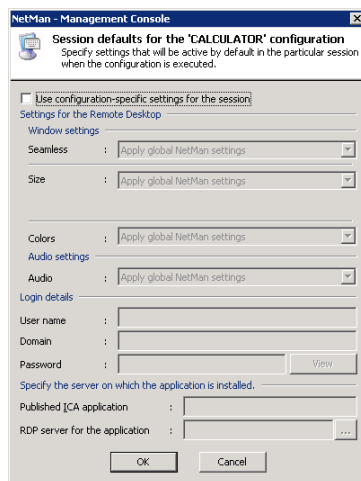 NetMan - Management Console
Session defaults for the 'CALCULATOR' configuration
Specify settings that will be active by default in the particular session
when the configuration is executed.
Use configuration-specific settings for the session
Settings for the Remote Desktop
Window settings
Seamless : Apply global NetMan settings
Size : Apply global NetMan settings
Colors : Apply global NetMan settings
Audio settings
Audio : Apply global NetMan settings
Login details
User name :
Domain :
Password : View
Specify the server on which the application is installed.
Published ICA application :
RDP server for the application : ...
OK Cancel